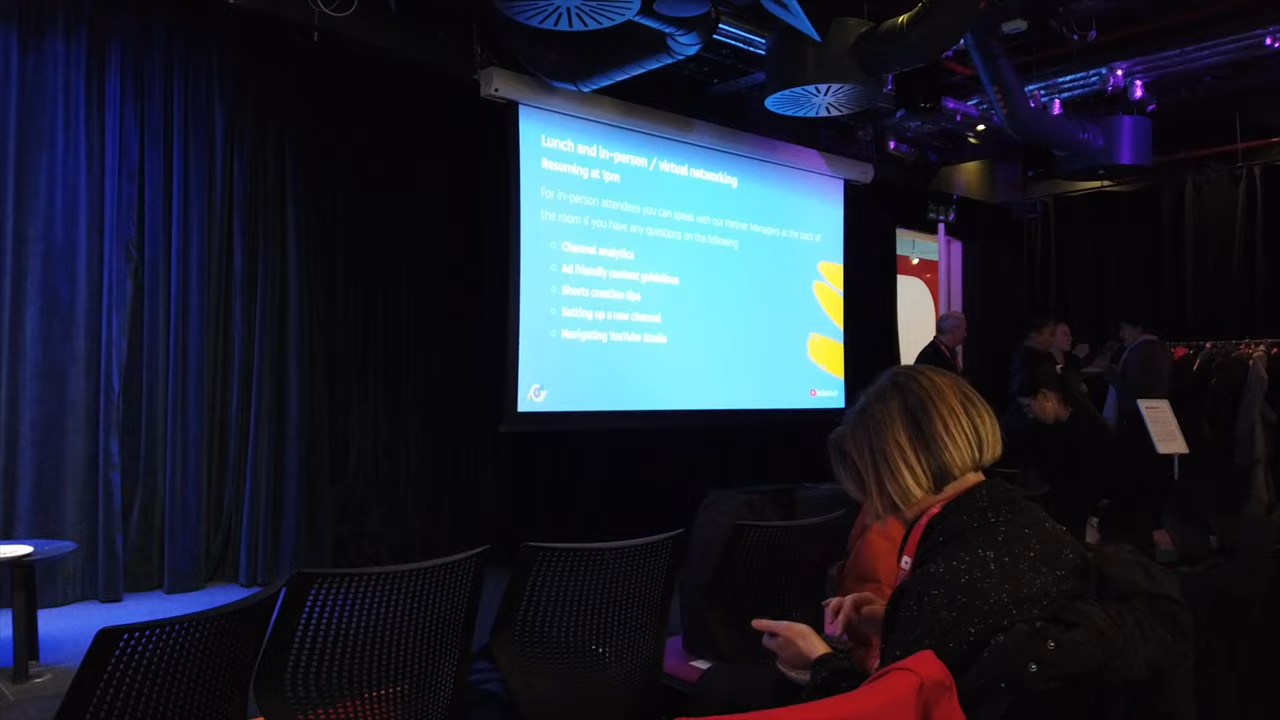 Lunch and in-person / virtual networking
Resuming at 1pm
For in-person attendees you can speak with our Partner Managers at the back of
the room if you have any questions on the following:
Channel analytics
Ad friendly content guidelines
Shorts creation tips
Setting up a new channel
Navigating YouTube Studio